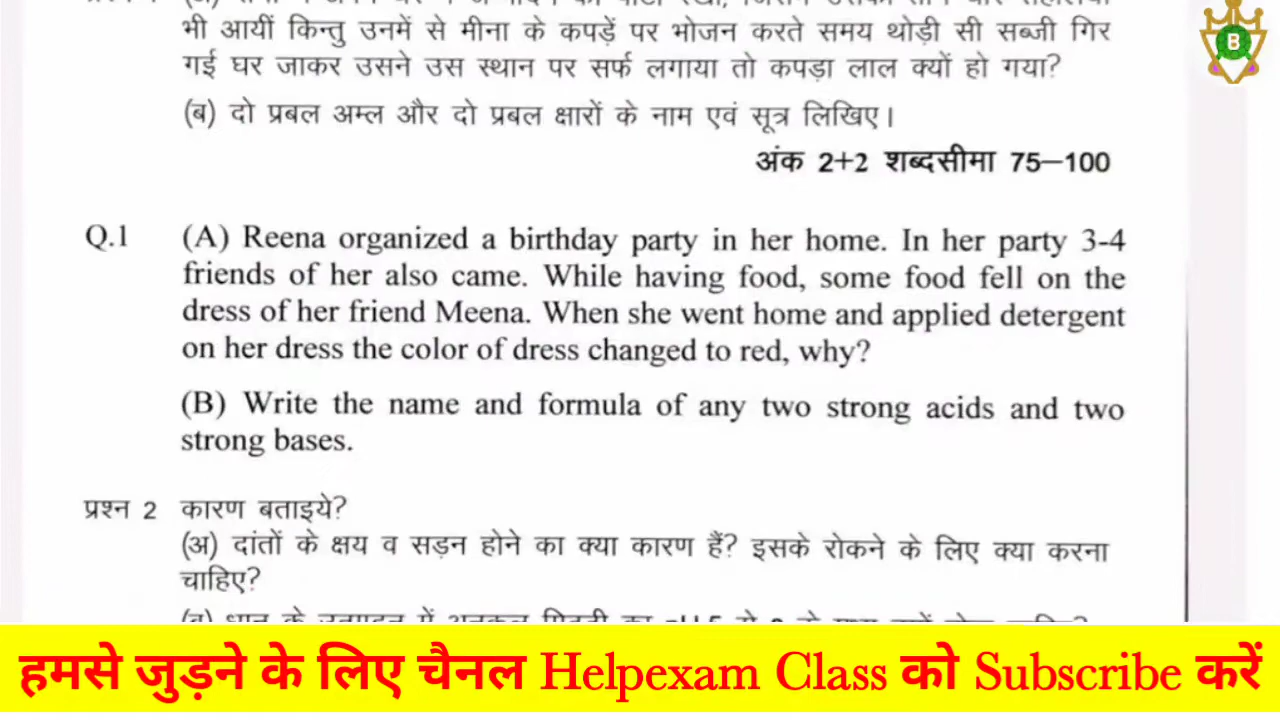 भी आयीं किन्तु उनमें से मीना के कपड़ें पर भोजन करते समय थोड़ी सी सब्जी गिर
गई घर जाकर उसने उस स्थान पर सर्फ लगाया तो कपड़ा लाल क्यों हो गया?
(ब) दो प्रबल अम्ल और दो प्रबल क्षारों के नाम एवं सूत्र लिखिए।
अंक 2+2 शब्दसीमा 75–100
Q.1 (A) Reena organized a birthday party in her home. In her party 3-4
friends of her also came. While having food, some food fell on the
dress of her friend Meena. When she went home and applied detergent
on her dress the color of dress changed to red, why?
(B) Write the name and formula of any two strong acids and two
strong bases.
प्रश्न 2 कारण बताइये?
(अ) दांतों के क्षय व सड़न होने का क्या कारण हैं? इसके रोकने के लिए क्या करना
चाहिए?
B
हमसे जुड़ने के लिए चैनल Helpexam Class को Subscribe करें